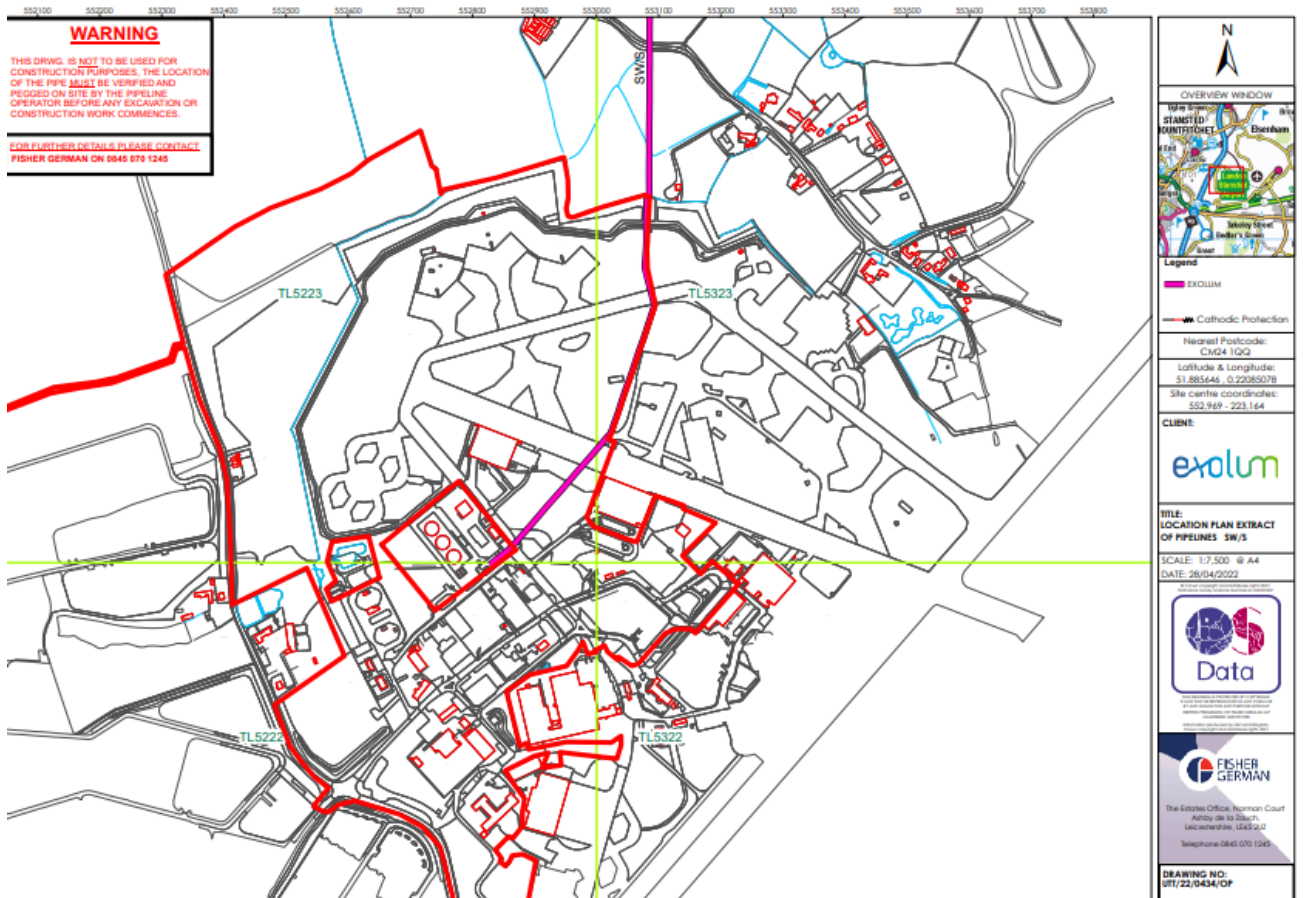 552100 552200 552300 552400 552500 552600 552700 552800 552900 553000 553100 553200 553300 553400 553500 553600 553700 553800
WARNING
THIS DRWG. IS NOT TO BE USED FOR
CONSTRUCTION PURPOSES. THE LOCATION
OF THE PIPE MUST BE VERIFIED AND
PEGGED ON SITE BY THE PIPELINE
OPERATOR BEFORE ANY EXCAVATION OR
CONSTRUCTION WORK COMMENCES.
FOR FURTHER DETAILS PLEASE CONTACT
FISHER GERMAN ON 0845 070 1245
SW/S
TL5223
TL5323
TL5222
TL5322
N
OVERVIEW WINDOW
STANSTED
Elsenham
London
Stansted
Takeley Street
Bedlar's Green
Legend
EXOLUM
Cathodic Protection
Nearest Postcode:
CM24 1QQ
Latitude & Longitude:
51.885646 , 0.22085078
Site centre coordinates:
552,969 - 223,164
CLIENT:
exolum
TITLE:
LOCATION PLAN EXTRACT
OF PIPELINES SW/S
SCALE: 1:7,500 @ A4
DATE: 28/04/2022
OS
Data
FISHER
GERMAN
The Estates Office, Norman Court
Ashby de la Zouch,
Leicestershire, LE65 2UZ
Telephone 0845 070 1245
DRAWING NO:
UTT/22/0434/OP